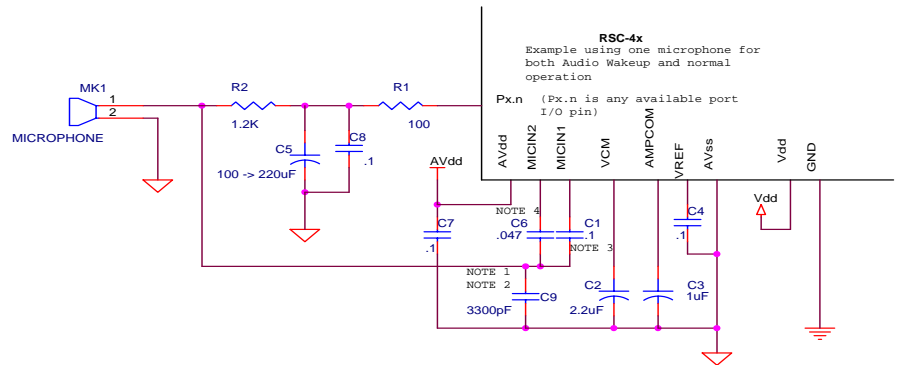 RSC-4x
Example using one microphone for
both Audio Wakeup and normal
operation
Px.n (Px.n is any available port
I/O pin)
MK1
1
2
MICROPHONE
R2
1.2K
R1
100
C5
100 -> 220uF
C8
.1
AVdd
MICIN2
MICIN1
VCM
AMPCOM
VREF
AVss
Vdd
GND
AVdd
C7
.1
NOTE 4
C6
.047
C1
.1
NOTE 3
C4
.1
Vdd
NOTE 1
NOTE 2
C9
3300pF
C2
2.2uF
C3
1uF